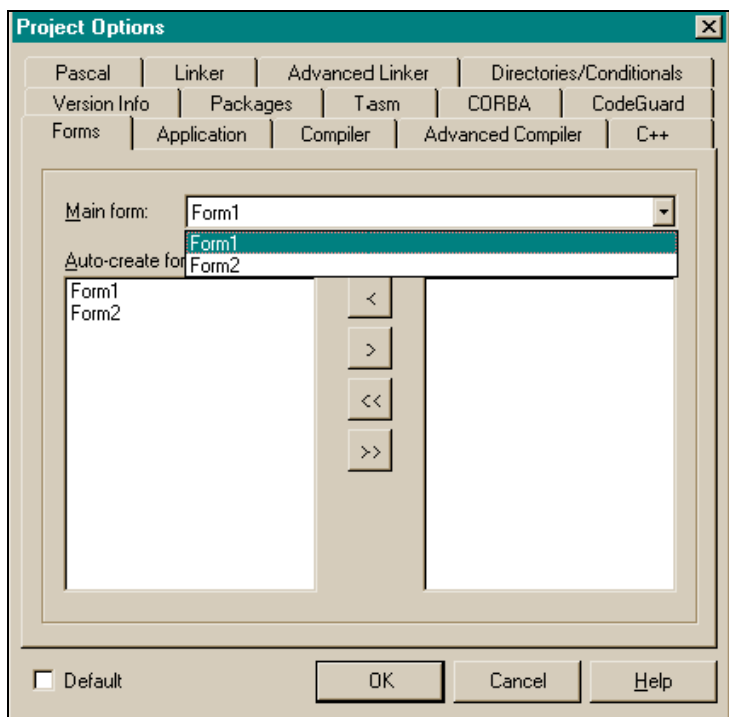 Project Options
Pascal Linker Advanced Linker Directories/Conditionals
Version Info Packages Tasm CORBA CodeGuard
Forms Application Compiler Advanced Compiler C++
Main form: Form1
Form1
Auto-create for Form2
Form1 <
Form2
>
<<
>>
Default OK Cancel Help